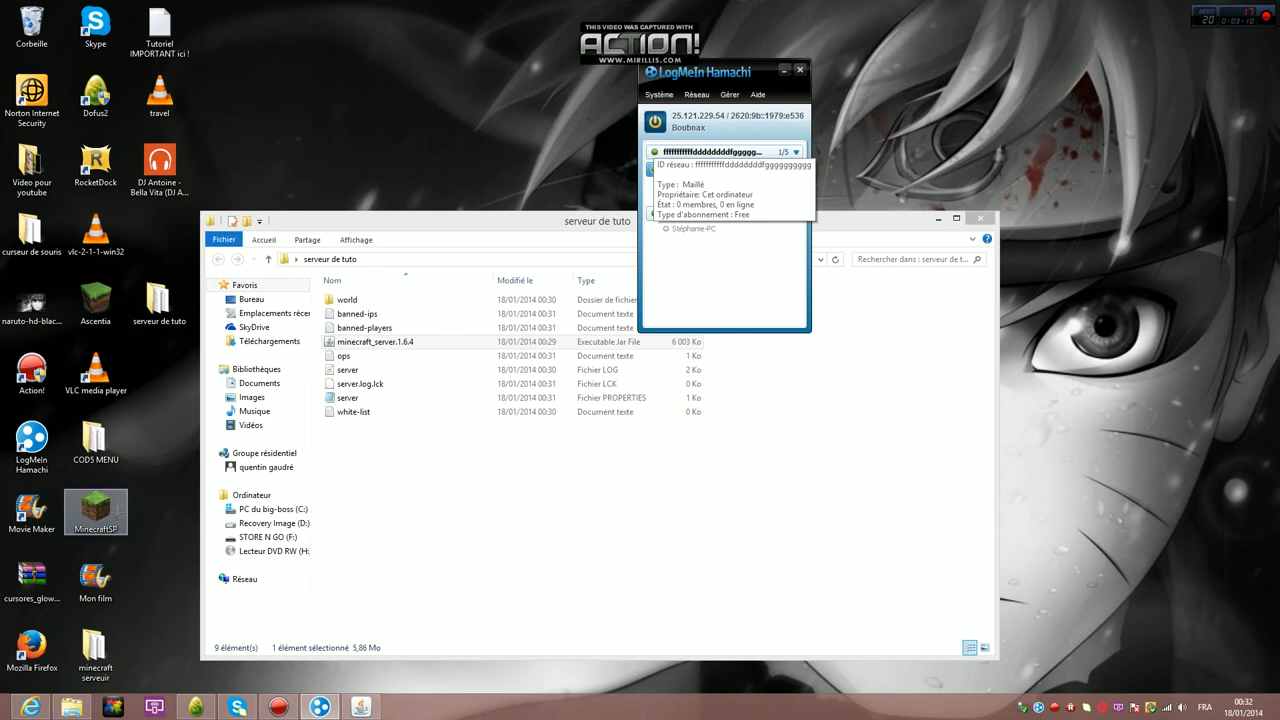 Corbeille
Skype
Tutoriel
IMPORTANT ici !
Norton Internet
Security
Dofus2
travel
Video pour
youtube
RocketDock
DJ Antoine -
Bella Vita (DJ A...
curseur de souris
vlc-2-1-1-win32
naruto-hd-blac...
Ascentia
serveur de tuto
Action!
VLC media player
LogMeIn
Hamachi
COD5 MENU
Movie Maker
MinecraftSP
cursores_glow...
Mon film
Mozilla Firefox
minecraft
serveuir
THIS VIDEO WAS CAPTURED WITH
ACTION!
WWW.MIRILLIS.COM
AERO
20
17
0:03:10
LogMeIn Hamachi
Système
Réseau
Gérer
Aide
25.121.229.54 / 2620:9b::1979:e536
Boubnax
1/5
Type : Maillé
Propriétaire: Cet ordinateur
État : 0 membres, 0 en ligne
Type d'abonnement : Free
Stéphanie-PC
serveur de tuto
Fichier
Accueil
Partage
Affichage
serveur de tuto
Rechercher dans : serveur de t...
Favoris
Bureau
Emplacements récen
SkyDrive
Téléchargements
Bibliothèques
Documents
Images
Musique
Vidéos
Groupe résidentiel
quentin gaudré
Ordinateur
PC du big-boss (C:)
Recovery Image (D:)
STORE N GO (F:)
Lecteur DVD RW (H:
Réseau
Nom Modifié le Type
world 18/01/2014 00:30 Dossier de fichier
banned-ips 18/01/2014 00:31 Document texte
banned-players 18/01/2014 00:31 Document texte
minecraft_server.1.6.4 18/01/2014 00:29 Executable Jar File 6 003 Ko
ops 18/01/2014 00:31 Document texte 1 Ko
server 18/01/2014 00:30 Fichier LOG 2 Ko
server.log.lck 18/01/2014 00:30 Fichier LCK 0 Ko
server 18/01/2014 00:31 Fichier PROPERTIES 1 Ko
white-list 18/01/2014 00:30 Document texte 0 Ko
9 élément(s) 1 élément sélectionné 5,86 Mo
FRA
00:32
18/01/2014